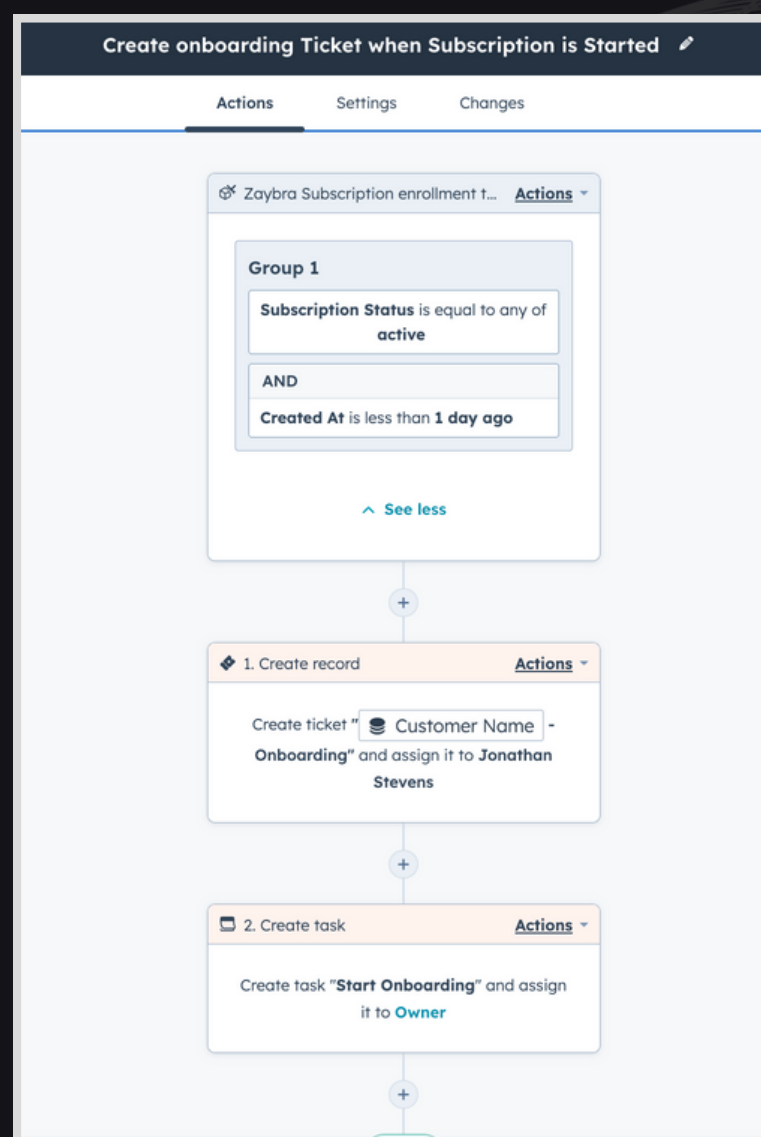 Create onboarding Ticket when Subscription is Started
Actions Settings Changes
Zaybra Subscription enrollment t... Actions
Group 1
Subscription Status is equal to any of
active
AND
Created At is less than 1 day ago
See less
1. Create record Actions
Create ticket "Customer Name -
Onboarding" and assign it to Jonathan
Stevens
2. Create task Actions
Create task "Start Onboarding" and assign
it to Owner